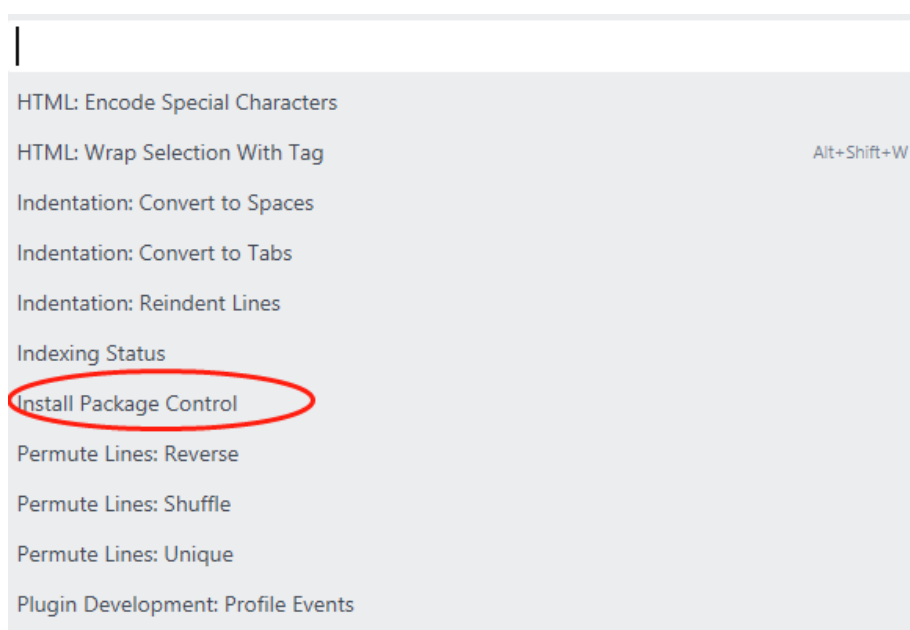 HTML: Encode Special Characters
HTML: Wrap Selection With Tag Alt+Shift+W
Indentation: Convert to Spaces
Indentation: Convert to Tabs
Indentation: Reindent Lines
Indexing Status
Install Package Control
Permute Lines: Reverse
Permute Lines: Shuffle
Permute Lines: Unique
Plugin Development: Profile Events